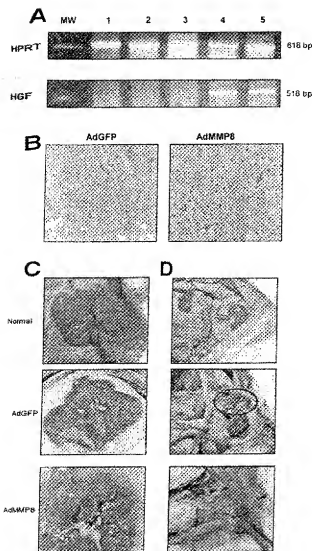 A
MW 1 2 3 4 5
HPRT 618 bp
HGF 518 bp
B
AdGFP AdMMP8
C D
Normal
AdGFP
AdMMP8